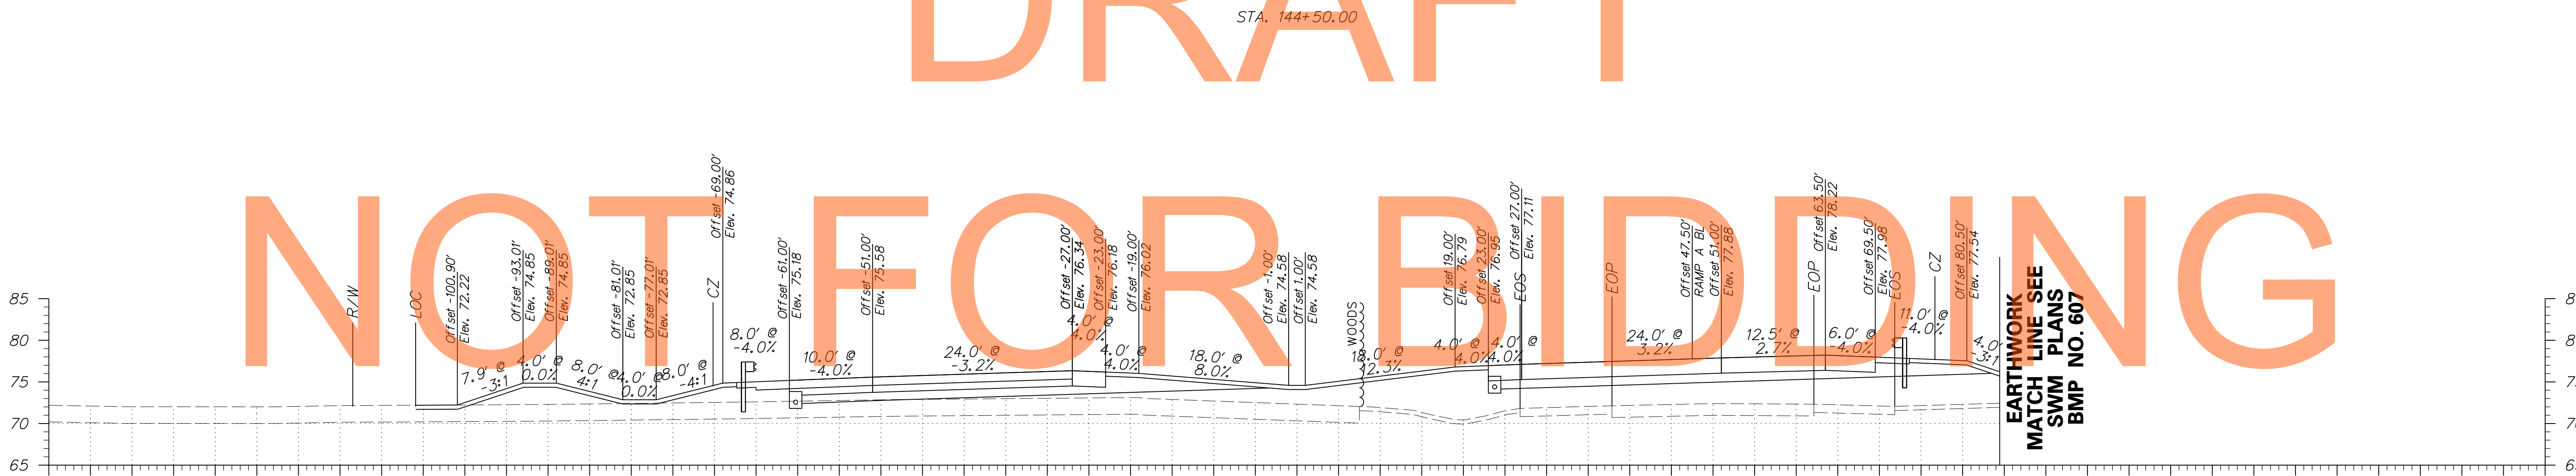 DRAFT
STA. 144+50.00
NOT FOR BIDDING
R/W
LOC
Offset -100.90'
Elev. 72.22
Offset -93.01'
Elev. 74.85
Offset -89.01'
Elev. 74.85
Offset -81.01'
Elev. 72.85
Offset -77.01'
Elev. 72.85
Offset -69.00'
Elev. 74.86
CZ
Offset -61.00'
Elev. 75.18
Offset -51.00'
Elev. 75.58
Offset -27.00'
Elev. 76.34
Offset -23.00'
Elev. 76.18
Offset -19.00'
Elev. 76.02
Offset -1.00'
Elev. 74.58
Offset 1.00'
Elev. 74.58
WOODS
Offset 19.00'
Elev. 76.79
Offset 23.00'
Elev. 76.95
EOS
Offset 27.00'
Elev. 77.11
EOP
Offset 47.50'
RAMP A BL
Offset 51.00'
Elev. 77.88
EOP
Offset 63.50'
Elev. 78.22
Offset 69.50'
Elev. 77.98
EOS
CZ
Offset 80.50'
Elev. 77.54
7.9' @
-3:1
4.0' @
0.0%
8.0' @
4:1
4.0' @
0.0%
8.0' @
-4:1
8.0' @
-4.0%
10.0' @
-4.0%
24.0' @
-3.2%
4.0' @
4.0%
4.0' @
4.0%
18.0' @
8.0%
18.0' @
12.3%
4.0' @
4.0%
4.0' @
4.0%
24.0' @
3.2%
12.5' @
2.7%
6.0' @
-4.0%
11.0' @
-4.0%
4.0'
-3:1
EARTHWORK
MATCH LINE SEE
SWM PLANS
BMP NO. 607
85
80
75
70
65